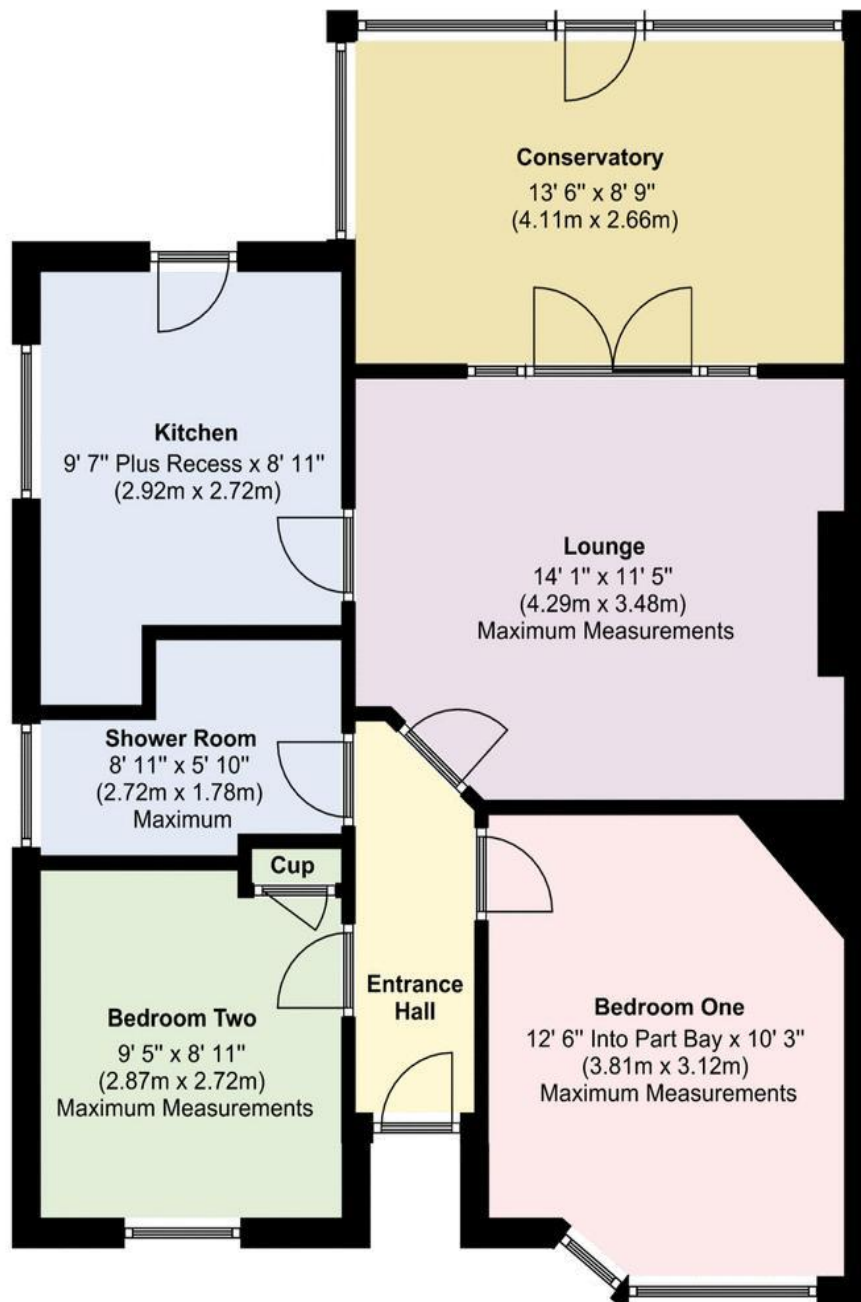 Conservatory
13' 6" x 8' 9"
(4.11m x 2.66m)
Kitchen
9' 7" Plus Recess x 8' 11"
(2.92m x 2.72m)
Lounge
14' 1" x 11' 5"
(4.29m x 3.48m)
Maximum Measurements
Shower Room
8' 11" x 5' 10"
(2.72m x 1.78m)
Maximum
Cup
Entrance
Hall
Bedroom Two
9' 5" x 8' 11"
(2.87m x 2.72m)
Maximum Measurements
Bedroom One
12' 6" Into Part Bay x 10' 3"
(3.81m x 3.12m)
Maximum Measurements